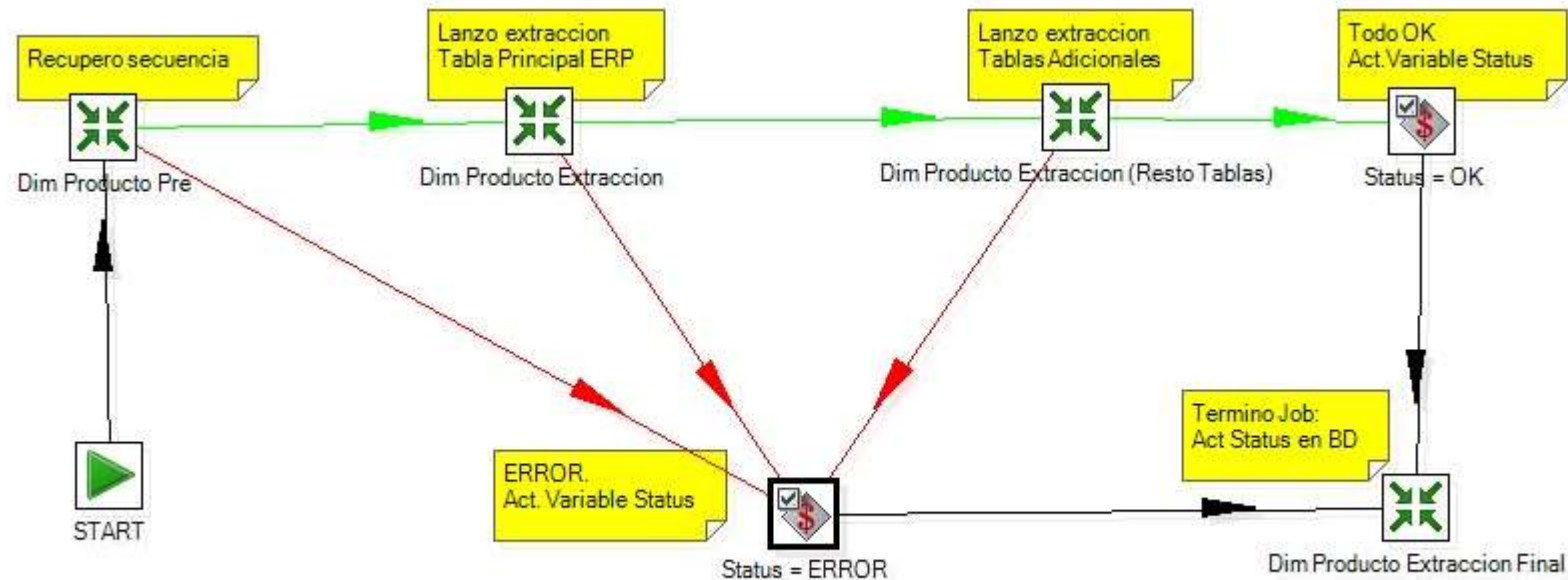 Recupero secuencia
Lanzo extraccion
Tabla Principal ERP
Lanzo extraccion
Tablas Adicionales
Todo OK
Act.Variable Status
Dim Producto Pre
Dim Producto Extraccion
Dim Producto Extraccion (Resto Tablas)
Status = OK
Termino Job:
Act Status en BD
ERROR.
Act. Variable Status
START
Status = ERROR
Dim Producto Extraccion Final